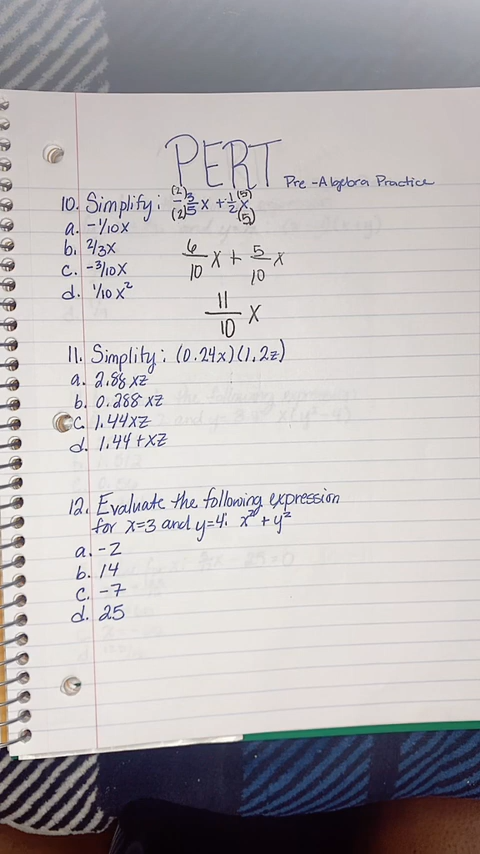 PERT
Pre-Algebra Practice
10. Simplify: (2)/(2) -3/5x + 1/2x (5)/(5)
a. -1/10x
b. 2/3x
c. -3/10x
d. 1/10x²
6/10 x + 5/10 x
11/10 x
11. Simplify: (0.24x)(1.2z)
a. 2.88xz
b. 0.288xz
c. 1.44xz
d. 1.44+xz
12. Evaluate the following expression
for x=3 and y=4: x² + y²
a. -2
b. 14
c. -7
d. 25